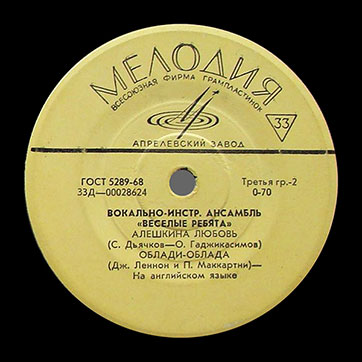 МЕЛОДИЯ
ВСЕСОЮЗНАЯ ФИРМА ГРАМПЛАСТИНОК
33
АПРЕЛЕВСКИЙ ЗАВОД
ГОСТ 5289-68 Третья гр.-2
33Д—00028624 0-70
ВОКАЛЬНО-ИНСТР. АНСАМБЛЬ
«ВЕСЕЛЫЕ РЕБЯТА»
АЛЕШКИНА ЛЮБОВЬ
(С. Дьячков—О. Гаджикасимов)
ОБЛАДИ-ОБЛАДА
(Дж. Леннон и П. Маккартни)—
На английском языке